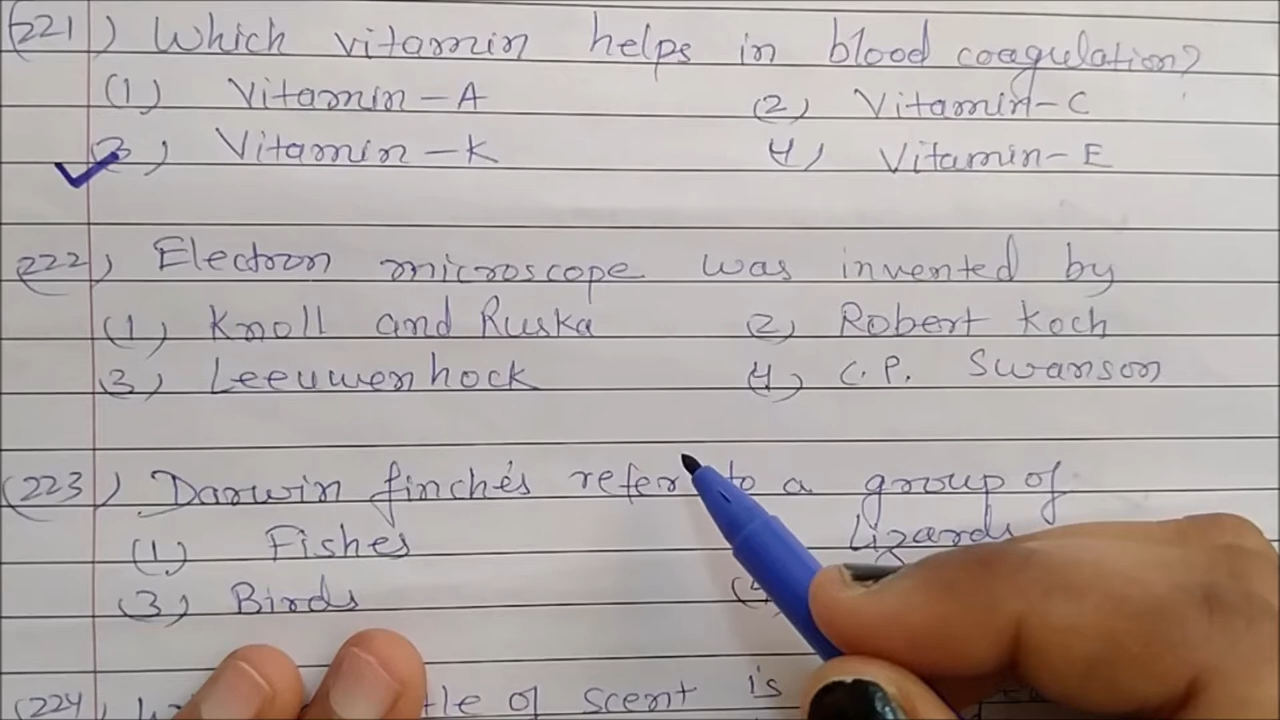 (221) Which vitamin helps in blood coagulation?
(1) Vitamin-A (2) Vitamin-C
3) Vitamin-K 4) Vitamin-E
222) Electron microscope was invented by
(1) Knoll and Ruska 2) Robert Koch
3) Leeuwenhock 4) C.P. Swanson
(223) Darwin finche's refer to a group of
(1) Fishes Lizards
(3) Birds (4
(224) of scent is